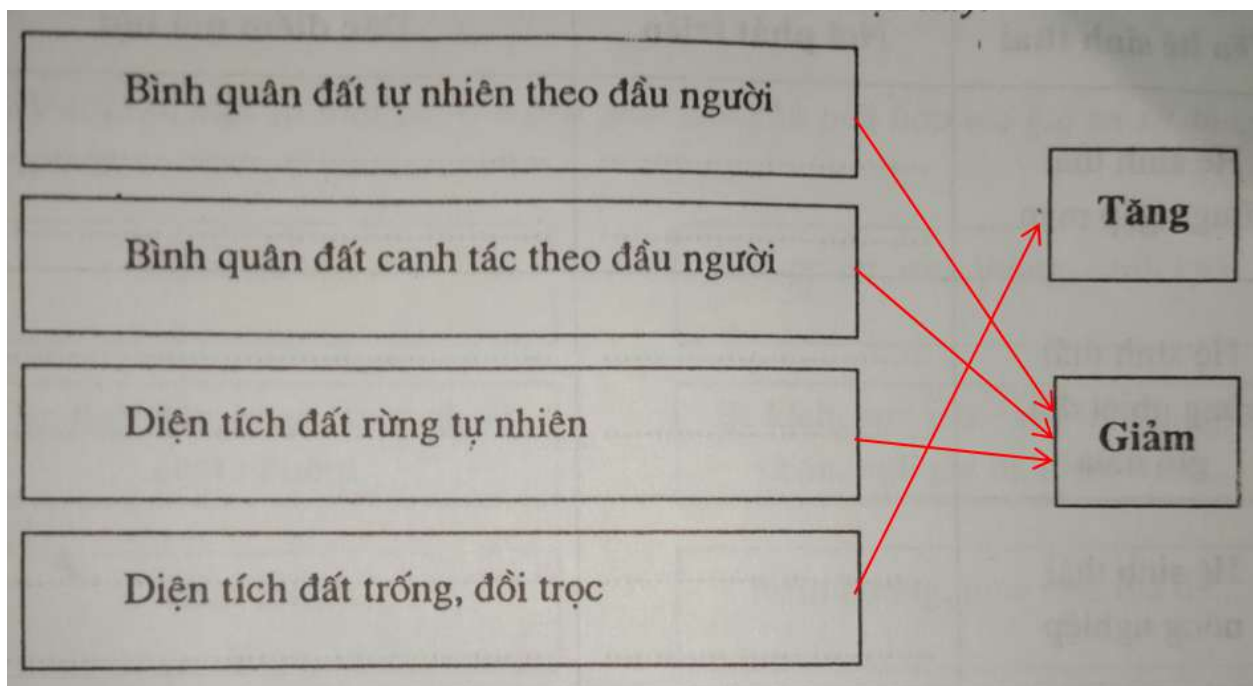 Bình quân đất tự nhiên theo đầu người
Tăng
Bình quân đất canh tác theo đầu người
Diện tích đất rừng tự nhiên
Giảm
Diện tích đất trống, đồi trọc